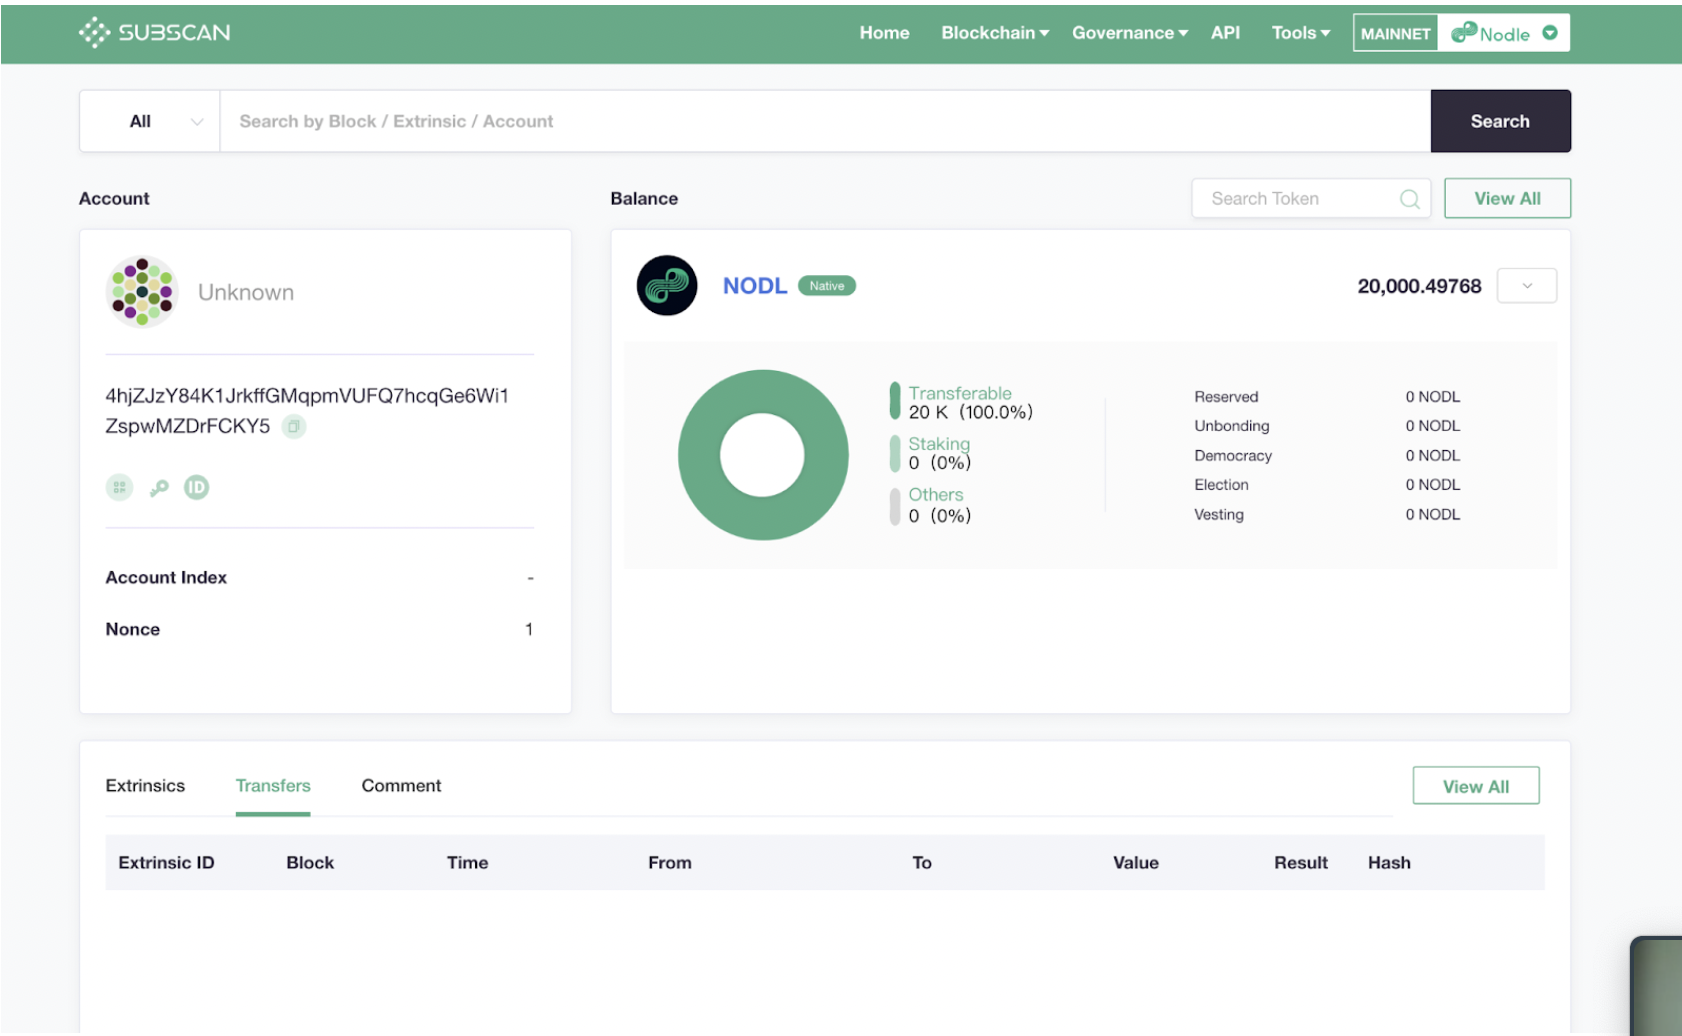 SUBSCAN
Home Blockchain Governance API Tools MAINNET Nodle
All Search by Block / Extrinsic / Account Search
Account
Balance Search Token View All
Unknown
4hjZJzY84K1JrkffGMqpmVUFQ7hcqGe6Wi1
ZspwMZDrFCKY5
ID
Account Index -
Nonce 1
NODL Native 20,000.49768
Transferable
20 K (100.0%)
Staking
0 (0%)
Others
0 (0%)
Reserved 0 NODL
Unbonding 0 NODL
Democracy 0 NODL
Election 0 NODL
Vesting 0 NODL
Extrinsics Transfers Comment View All
Extrinsic ID Block Time From To Value Result Hash